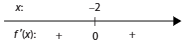 x: –2
f'(x): + 0 +